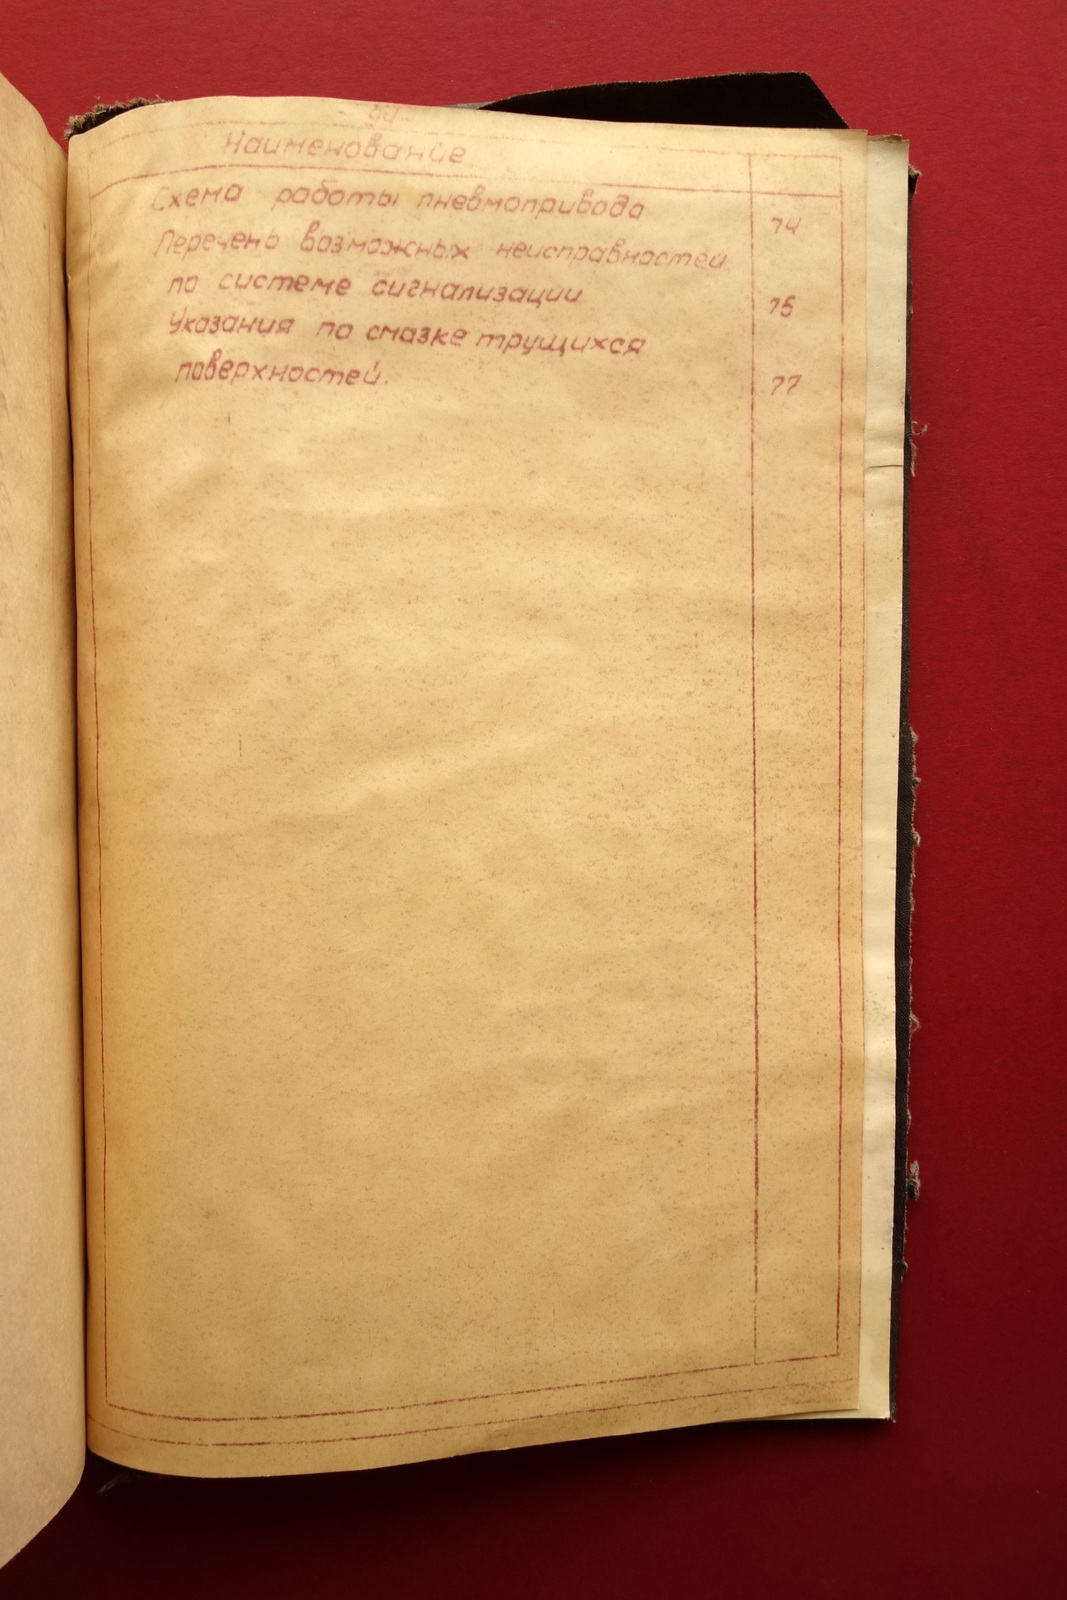 Наименование
Схема работы пневмопривода 74
Перечень возможных неисправностей
по системе сигнализации 75
Указания по смазке трущихся
поверхностей. 77